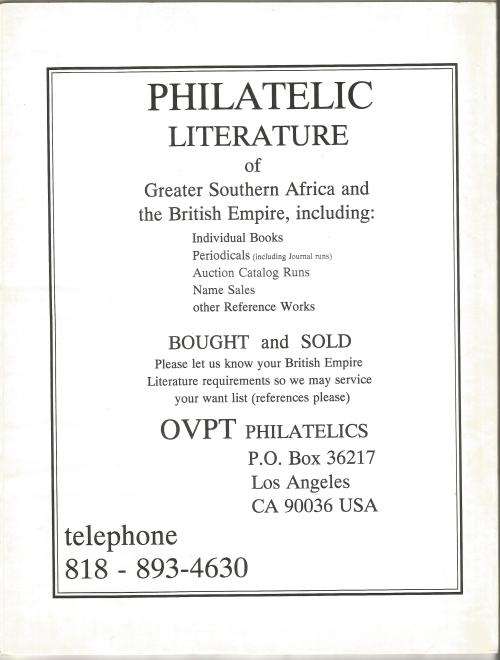 PHILATELIC
LITERATURE
of
Greater Southern Africa and
the British Empire, including:
Individual Books
Periodicals (including Journal runs)
Auction Catalog Runs
Name Sales
other Reference Works
BOUGHT and SOLD
Please let us know your British Empire
Literature requirements so we may service
your want list (references please)
OVPT PHILATELICS
P.O. Box 36217
Los Angeles
CA 90036 USA
telephone
818 - 893-4630